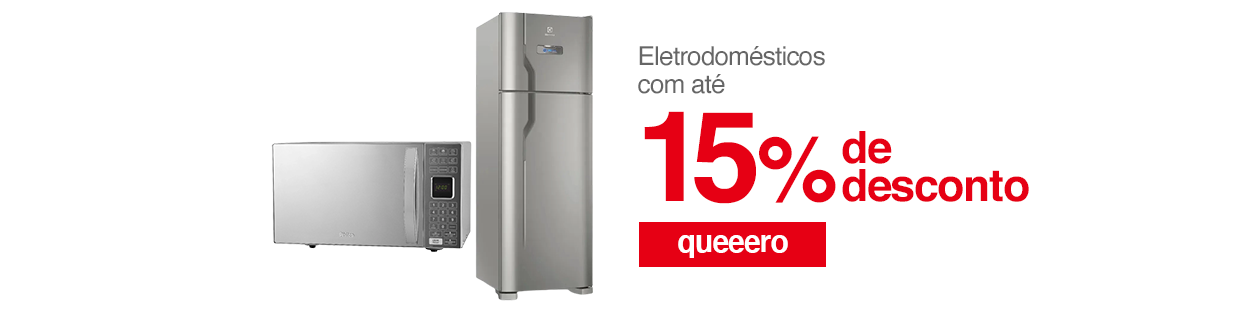 Eletrodomésticos
com até
15% de
desconto
queeero